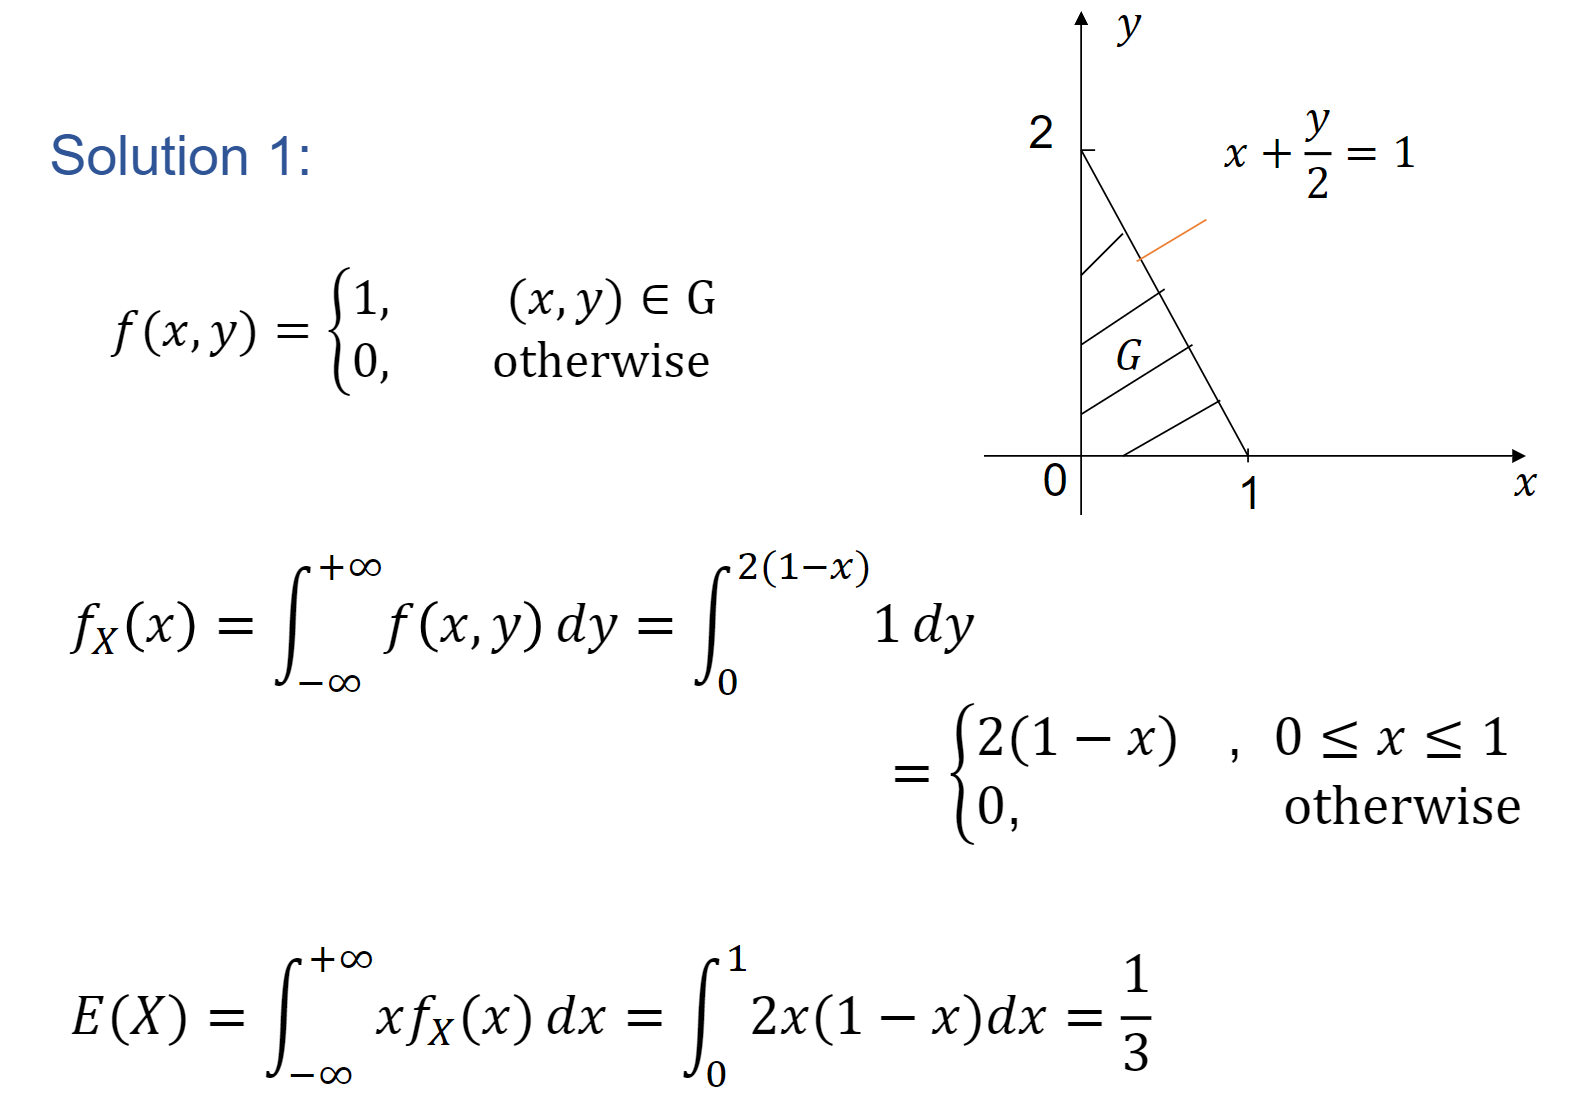 Solution 1:
f(x, y) = {1, (x, y) ∈ G
0, otherwise
y
2
x + y/2 = 1
G
0
1
x
f_X(x) = ∫_{−∞}^{+∞} f(x, y) dy = ∫_0^{2(1−x)} 1 dy
= {2(1 − x) , 0 ≤ x ≤ 1
0, otherwise
E(X) = ∫_{−∞}^{+∞} x f_X(x) dx = ∫_0^1 2x(1 − x)dx = 1/3